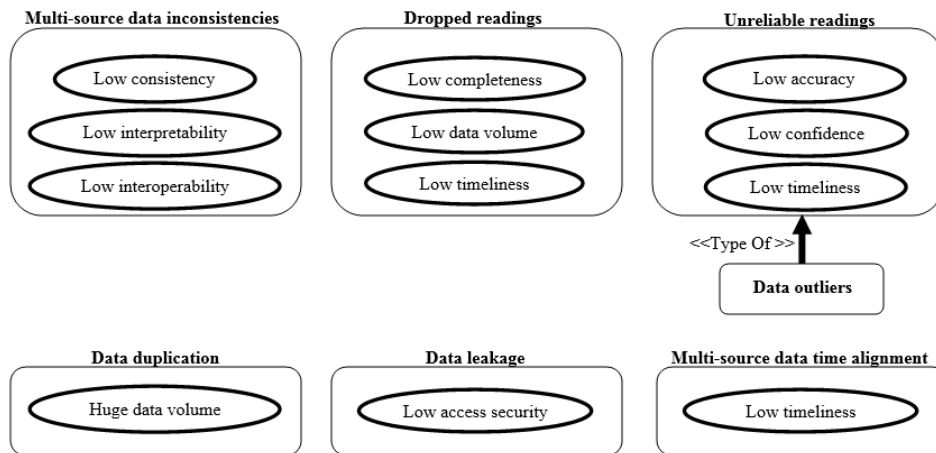 Multi-source data inconsistencies
Low consistency
Low interpretability
Low interoperability
Dropped readings
Low completeness
Low data volume
Low timeliness
Unreliable readings
Low accuracy
Low confidence
Low timeliness
<<Type Of >>
Data outliers
Data duplication
Huge data volume
Data leakage
Low access security
Multi-source data time alignment
Low timeliness